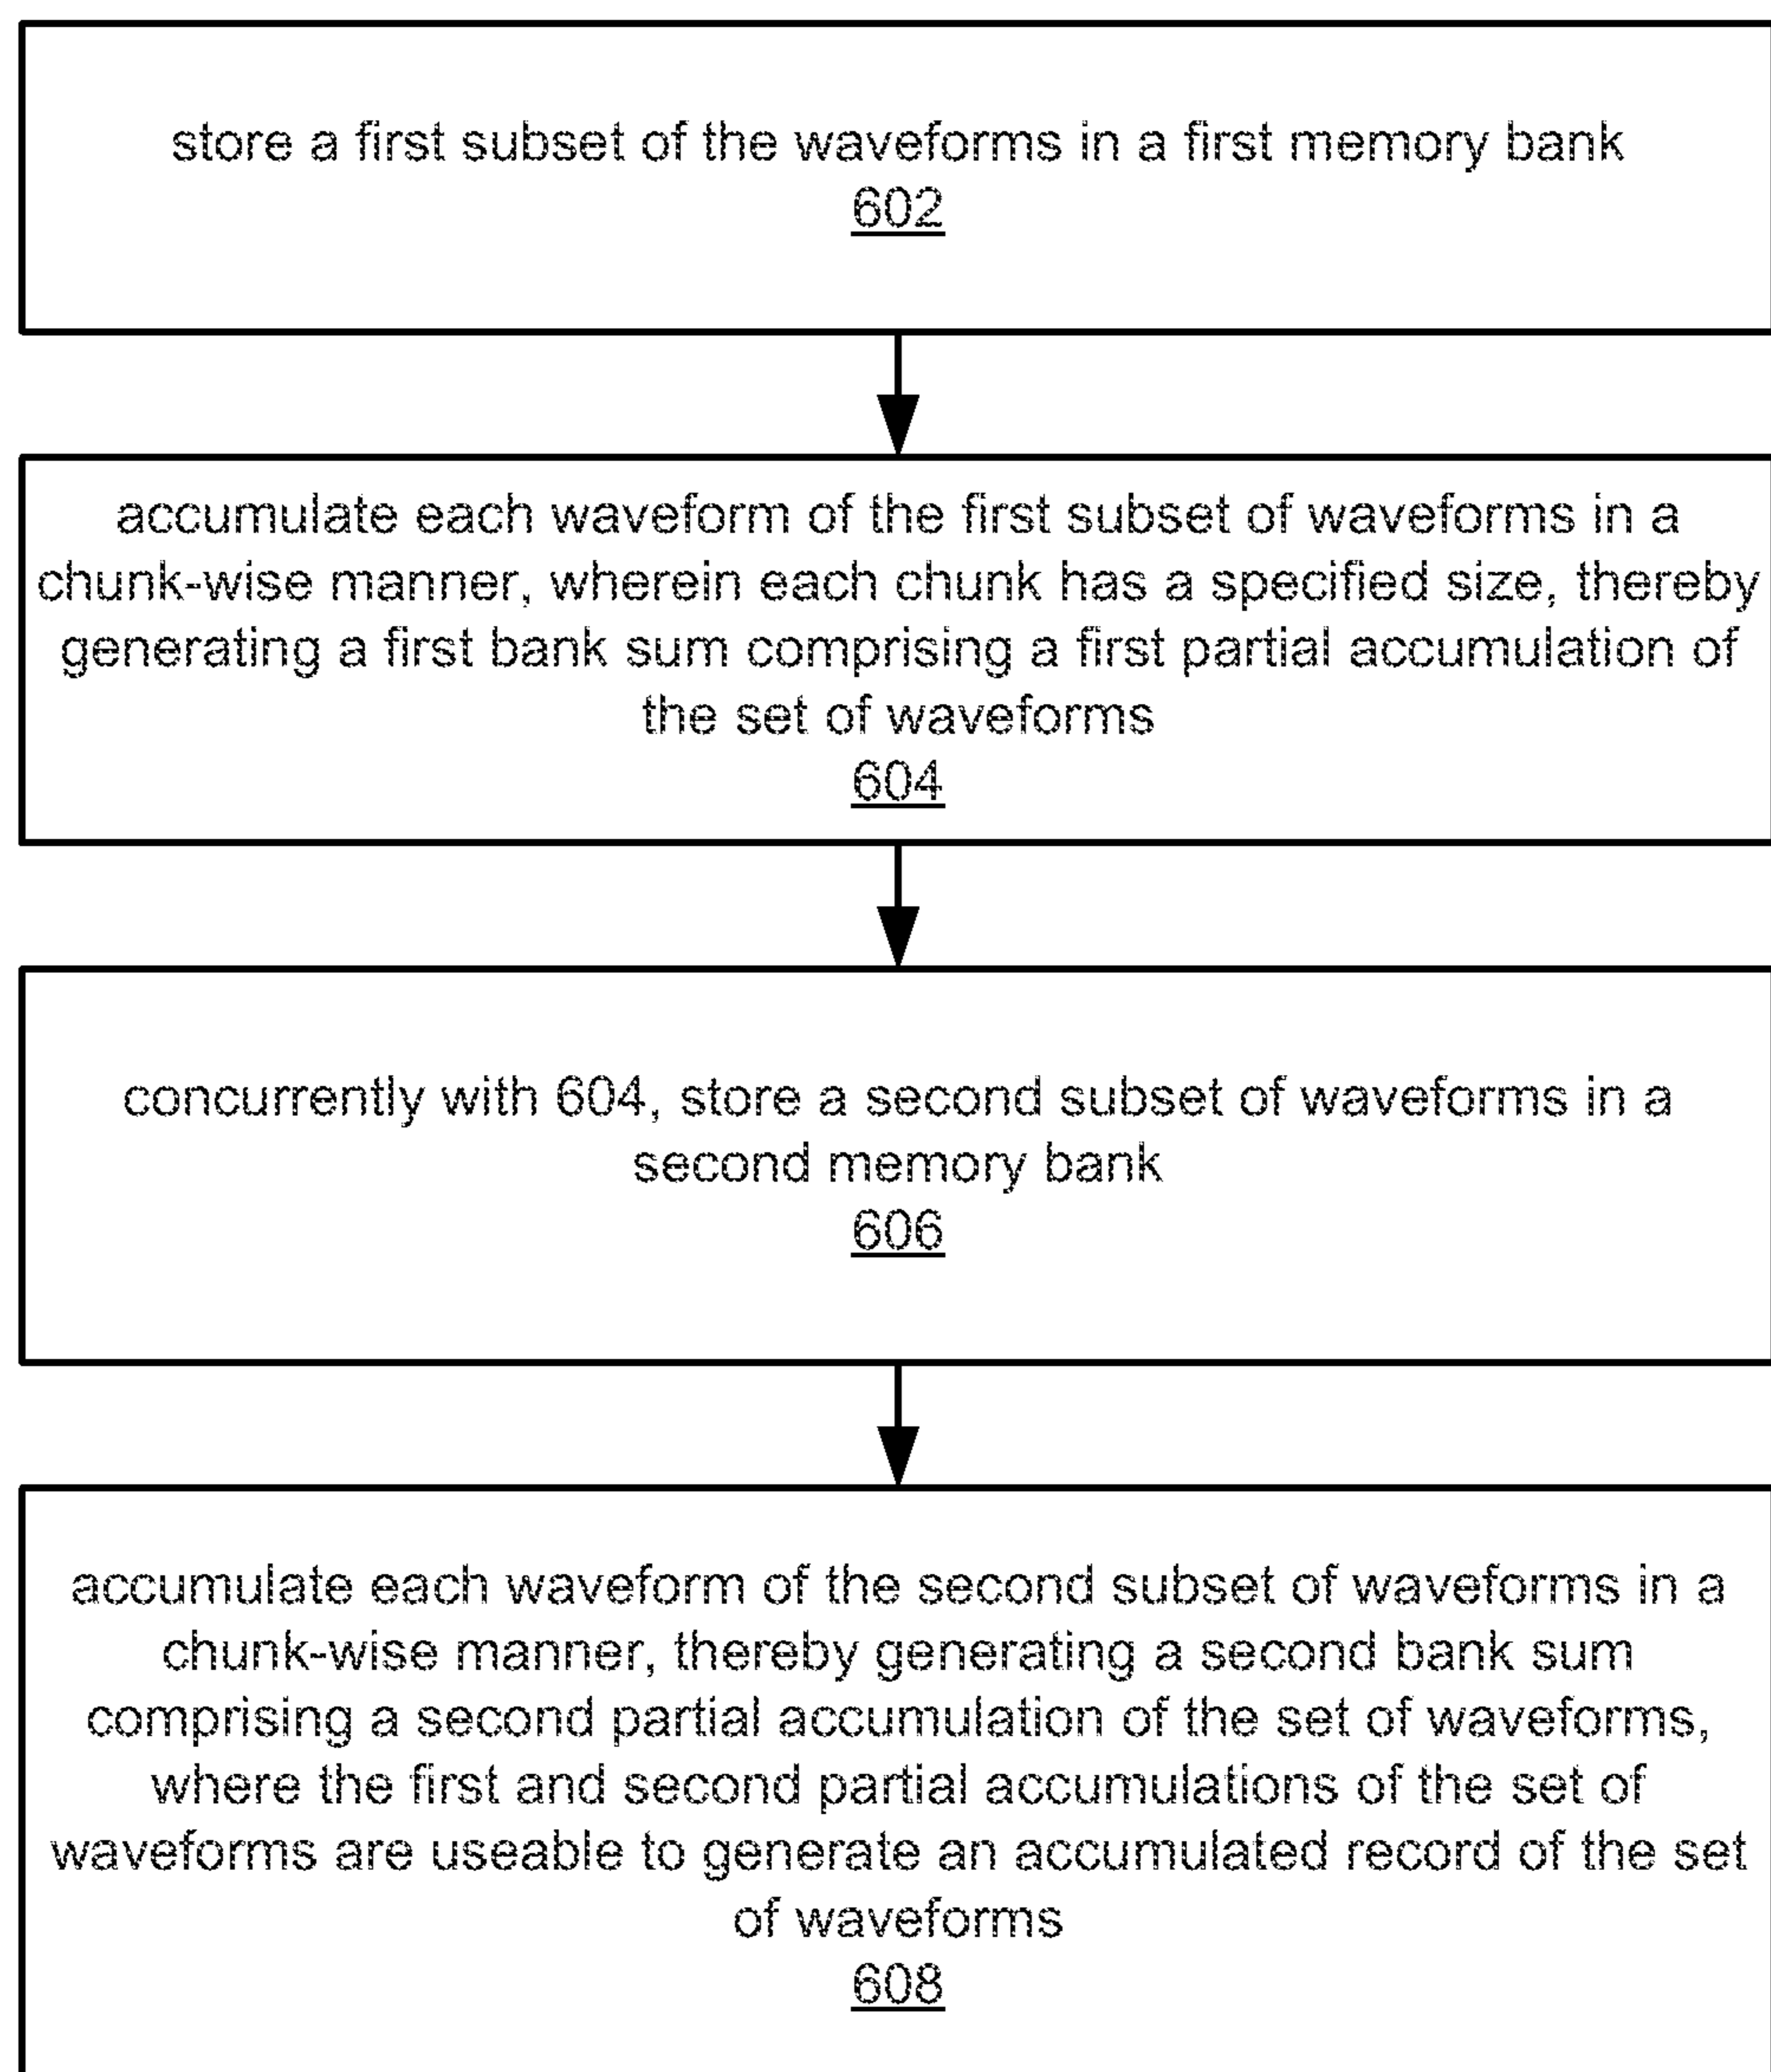 store a first subset of the waveforms in a first memory bank
602
accumulate each waveform of the first subset of waveforms in a
chunk-wise manner, wherein each chunk has a specified size, thereby
generating a first bank sum comprising a first partial accumulation of
the set of waveforms
604
concurrently with 604, store a second subset of waveforms in a
second memory bank
606
accumulate each waveform of the second subset of waveforms in a
chunk-wise manner, thereby generating a second bank sum
comprising a second partial accumulation of the set of waveforms,
where the first and second partial accumulations of the set of
waveforms are useable to generate an accumulated record of the set
of waveforms
608